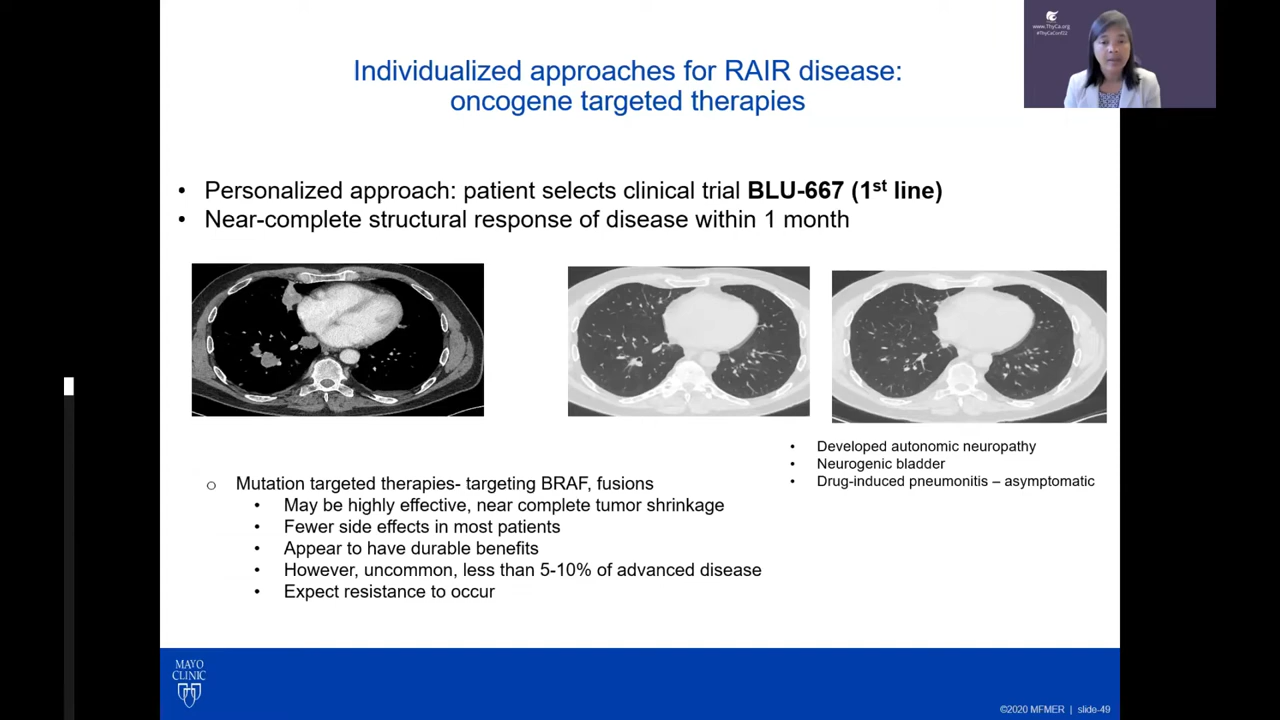 www.ThyCa.org
#ThyCaConf22
Individualized approaches for RAIR disease:
oncogene targeted therapies
• Personalized approach: patient selects clinical trial BLU-667 (1st line)
• Near-complete structural response of disease within 1 month
• Developed autonomic neuropathy
• Neurogenic bladder
• Drug-induced pneumonitis – asymptomatic
o Mutation targeted therapies- targeting BRAF, fusions
• May be highly effective, near complete tumor shrinkage
• Fewer side effects in most patients
• Appear to have durable benefits
• However, uncommon, less than 5-10% of advanced disease
• Expect resistance to occur
MAYO
CLINIC
©2020 MFMER | slide-49